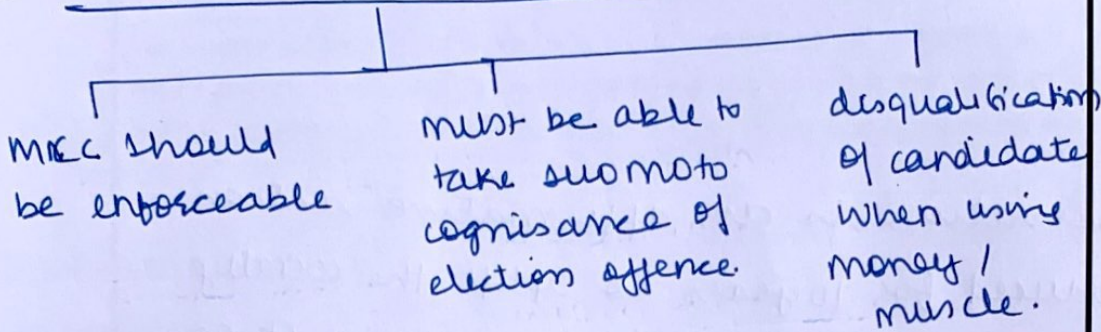 MCC should
be enforceable
must be able to
take suomoto
cognisance of
election offence.
disqualification
of candidate
when using
money /
muscle.